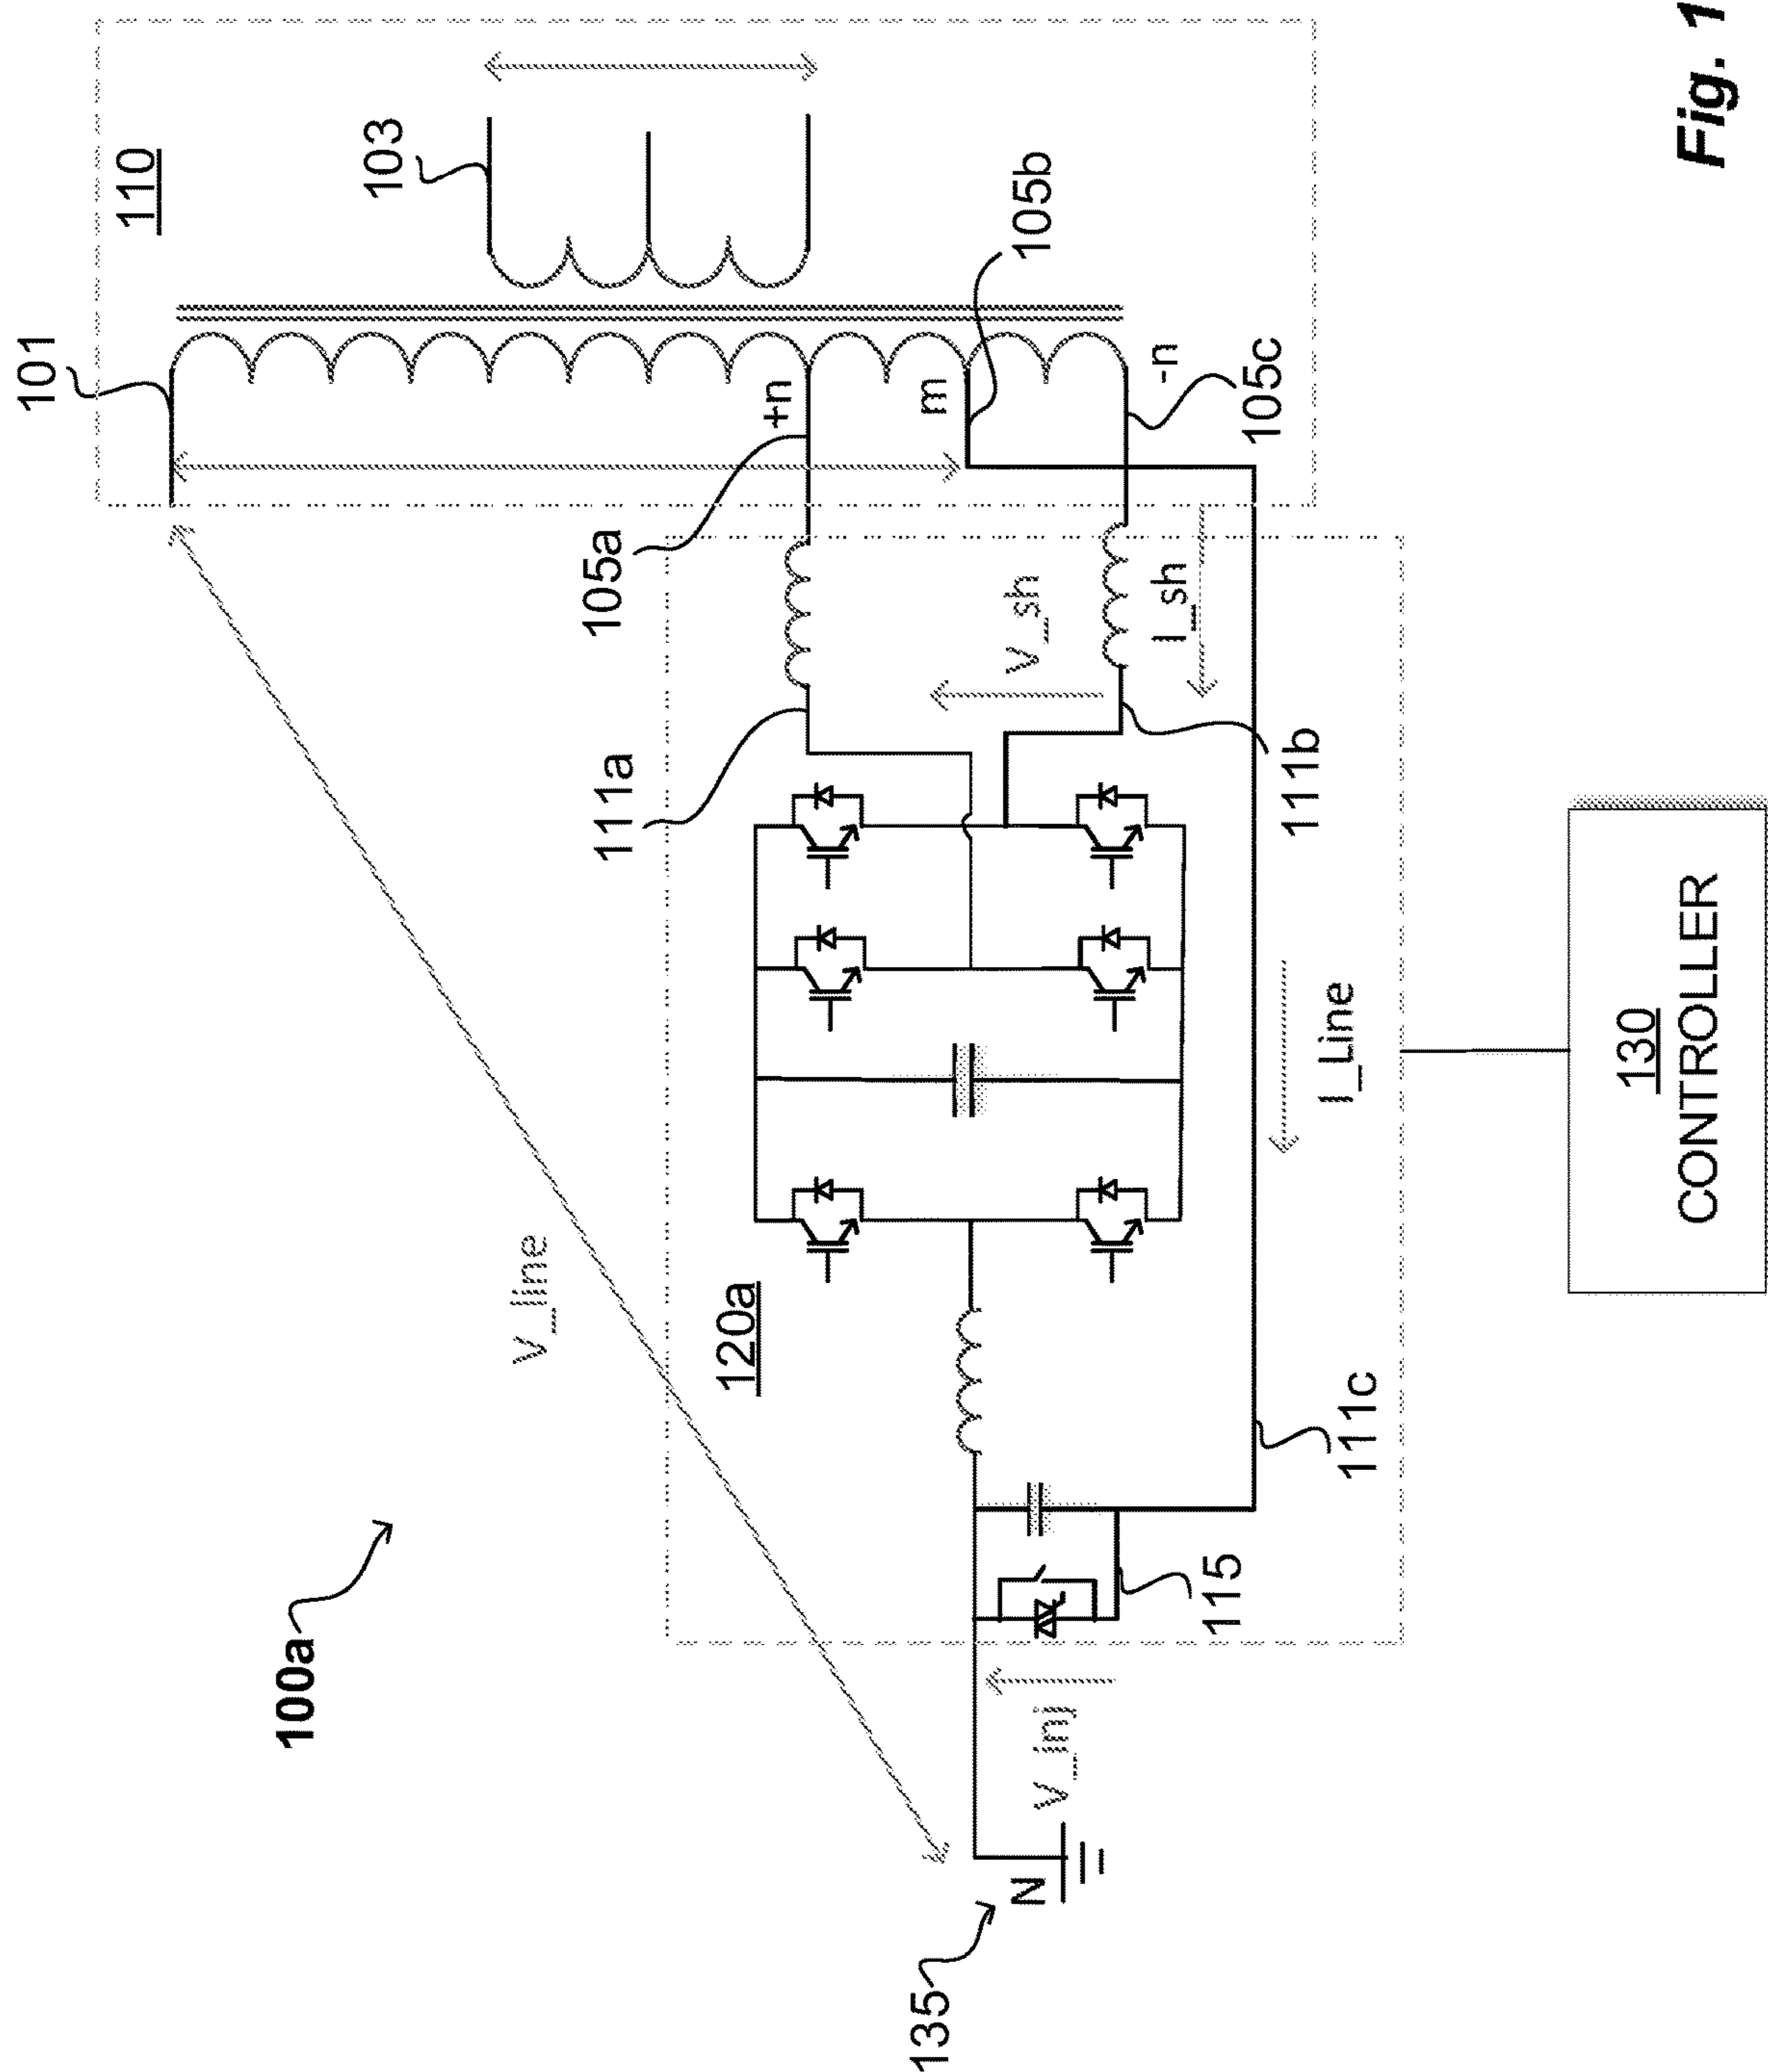 Fig. 1
110
101
103
105b
+n
m
-n
105c
105a
V_sh
I_sh
111a
111b
V_line
120a
I_Line
130
CONTROLLER
111c
115
100a
V_inj
N
135